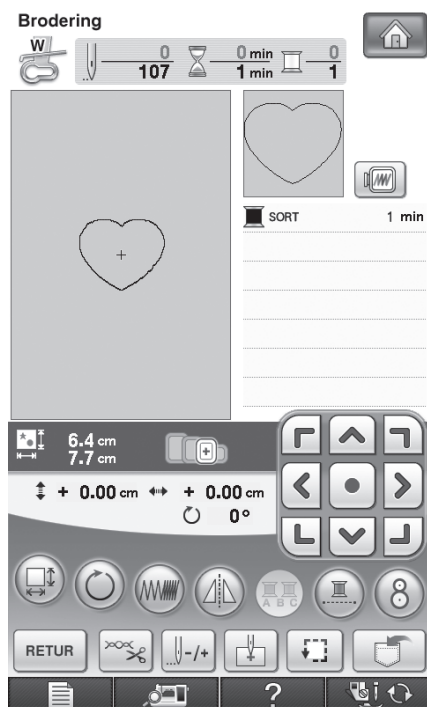 Brodering
W
0 0 min 0
107 1 min 1
SORT 1 min
6.4 cm
7.7 cm
+ 0.00 cm + 0.00 cm
0°
A B C
8
RETUR
-/+
?